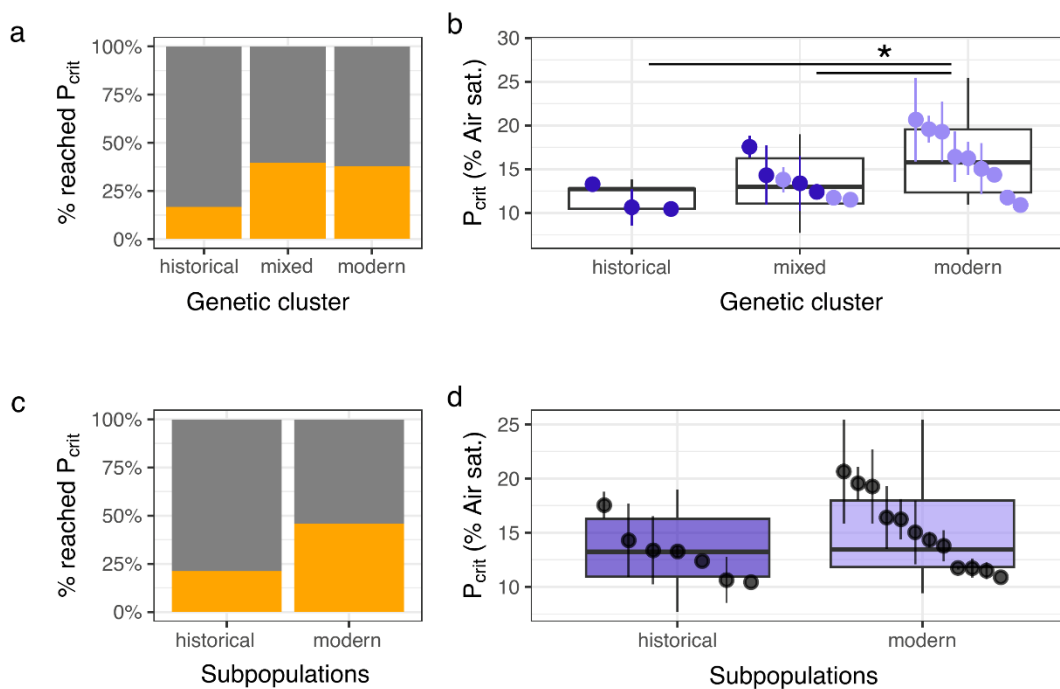 a
100%
75%
50%
25%
0%
% reached Pcrit
historical mixed modern
Genetic cluster
b
30
25
20
15
10
Pcrit (% Air sat.)
*
historical mixed modern
Genetic cluster
c
100%
75%
50%
25%
0%
% reached Pcrit
historical modern
Subpopulations
d
25
20
15
10
Pcrit (% Air sat.)
historical modern
Subpopulations